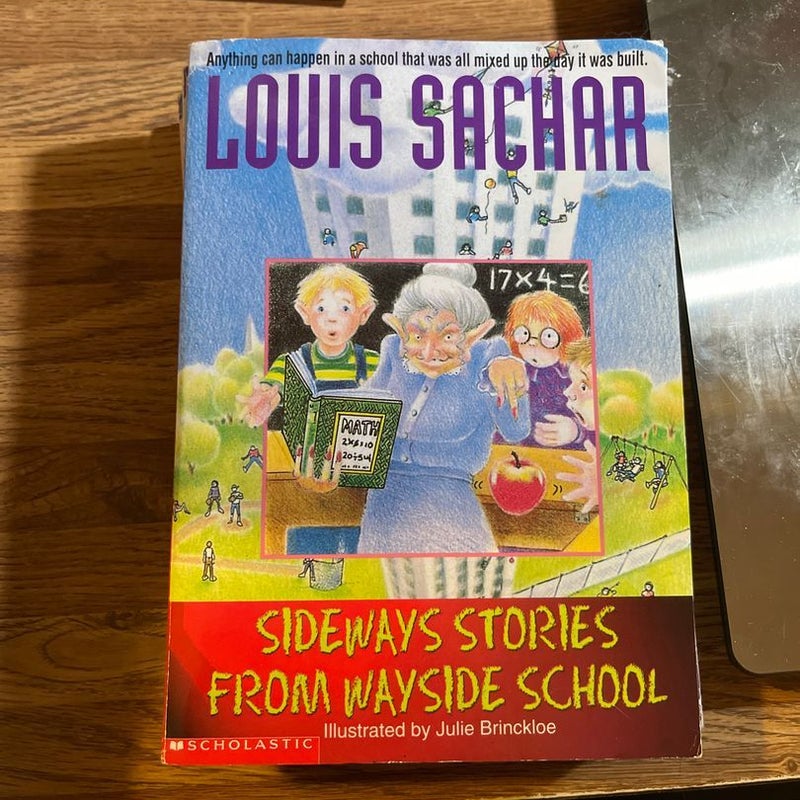 Anything can happen in a school that was all mixed up the day it was built.
LOUIS SACHAR
17×4=6
MATH
SIDEWAYS STORIES
FROM WAYSIDE SCHOOL
Illustrated by Julie Brinckloe
SCHOLASTIC